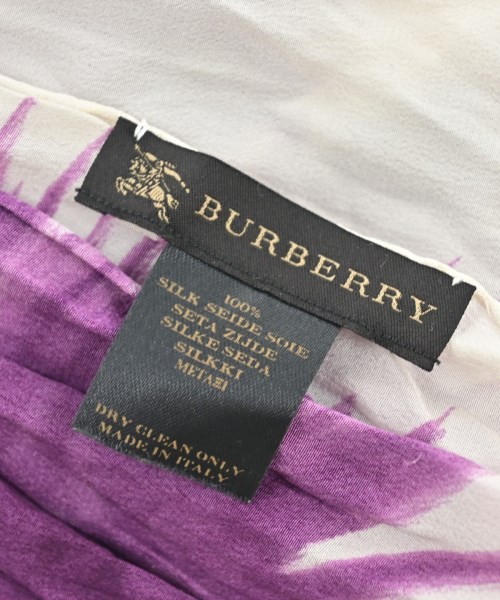 BURBERRY
100%
SILK SEIDE SOIE
SETA ZIJDE
SILKE SEDA
SILKKI
ΜΕΤΑΞΙ
DRY CLEAN ONLY
MADE IN ITALY